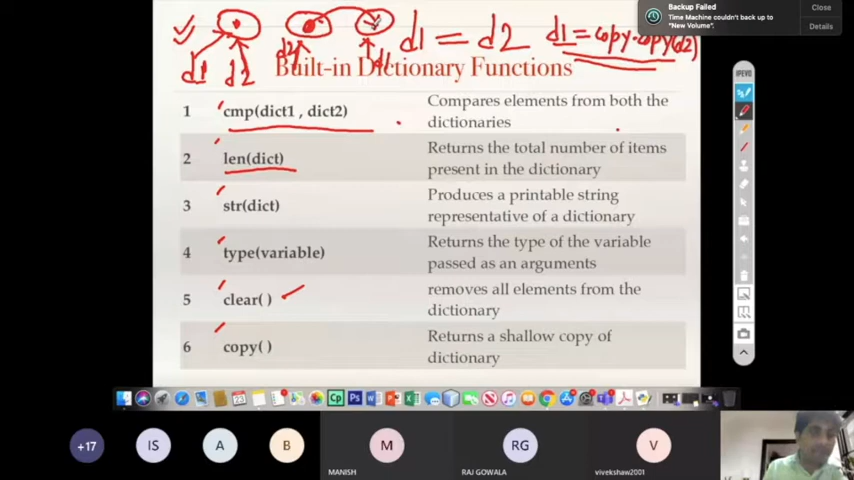 Backup Failed
Time Machine couldn't back up to
"New Volume".
Close
Details
d1 = d2
d1 = copy.copy(d2)
d1
d2
d2
d1
Built-in Dictionary Functions
1 cmp(dict1 , dict2) Compares elements from both the
dictionaries
2 len(dict) Returns the total number of items
present in the dictionary
3 str(dict) Produces a printable string
representative of a dictionary
4 type(variable) Returns the type of the variable
passed as an arguments
5 clear( ) removes all elements from the
dictionary
6 copy( ) Returns a shallow copy of
dictionary
IPEVO
Cp
Ps
+17
IS
A
B
M
RG
V
MANISH
RAJ GOWALA
vivekshaw2001